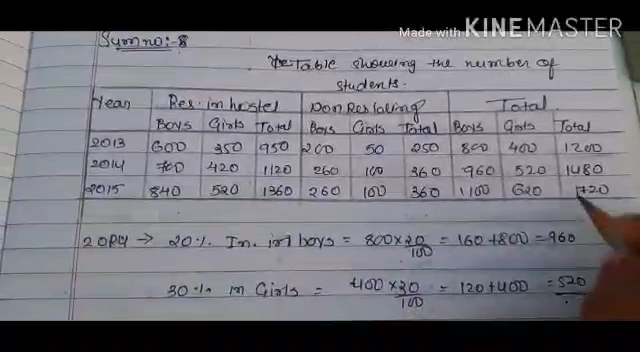 Made with KINEMASTER
Sum no:-8
Table showing the number of
students.
Year Res. in hostel Non Residing Total
Boys Girls Total Boys Girls Total Boys Girls Total
2013 600 350 950 200 50 250 800 400 1200
2014 700 420 1120 260 100 360 960 520 1480
2015 840 520 1360 260 100 360 1100 620 1720
2014 → 20% In. in boys = 800×20/100 = 160+800 = 960
30% in Girls = 400×30/100 = 120+400 = 520